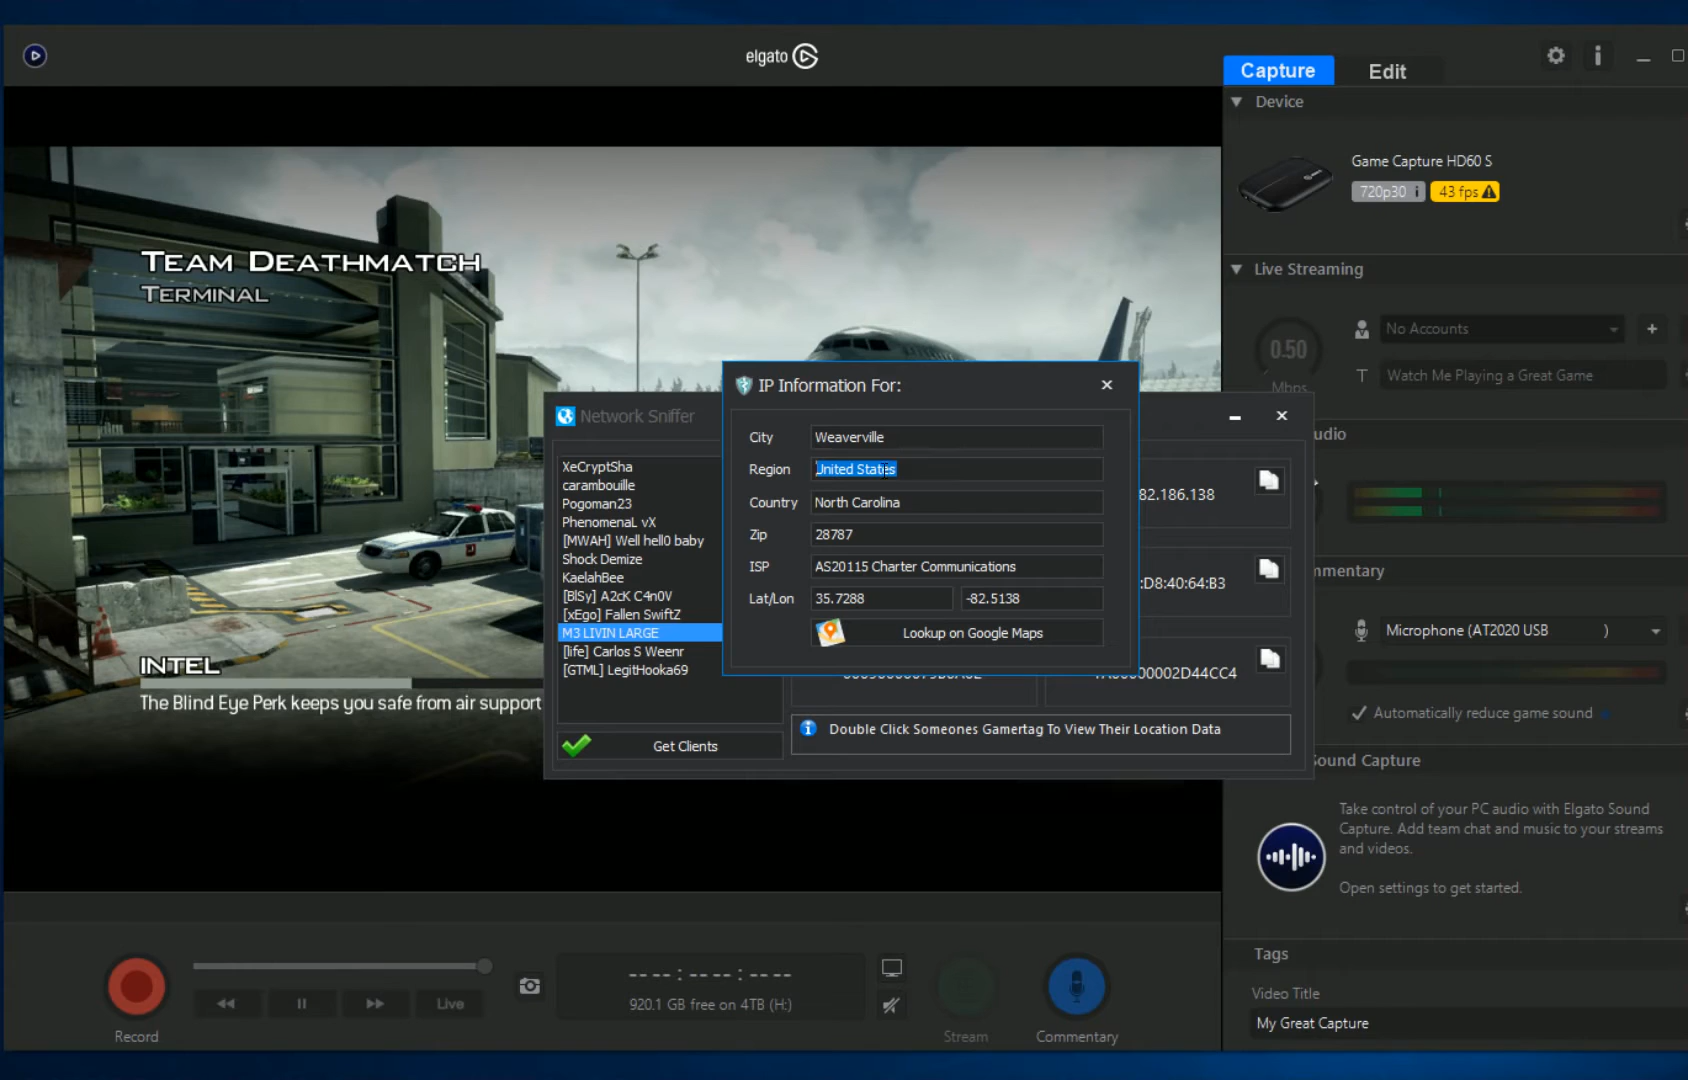 elgato
Capture
Edit
Device
Game Capture HD60 S
720p30 i
43 fps
Live Streaming
0.50
Mbps
No Accounts
+
T
Watch Me Playing a Great Game
TEAM DEATHMATCH
TERMINAL
INTEL
The Blind Eye Perk keeps you safe from air support
Network Sniffer
XeCryptSha
carambouille
Pogoman23
PhenomenaL vX
[MWAH] Well hell0 baby
Shock Demize
KaelahBee
[BlSy] A2cK C4n0V
[xEgo] Fallen SwiftZ
M3 LIVIN LARGE
[life] Carlos S Weenr
[GTML] LegitHooka69
Get Clients
IP Information For:
City
Weaverville
Region
United States
Country
North Carolina
Zip
28787
ISP
AS20115 Charter Communications
Lat/Lon
35.7288
-82.5138
Lookup on Google Maps
82.186.138
:D8:40:64:B3
00002D44CC4
Double Click Someones Gamertag To View Their Location Data
udio
mmentary
Microphone (AT2020 USB )
Automatically reduce game sound
Sound Capture
Take control of your PC audio with Elgato Sound
Capture. Add team chat and music to your streams
and videos.
Open settings to get started.
Tags
Video Title
My Great Capture
Record
Live
-- -- : -- -- : -- --
920.1 GB free on 4TB (H:)
Stream
Commentary